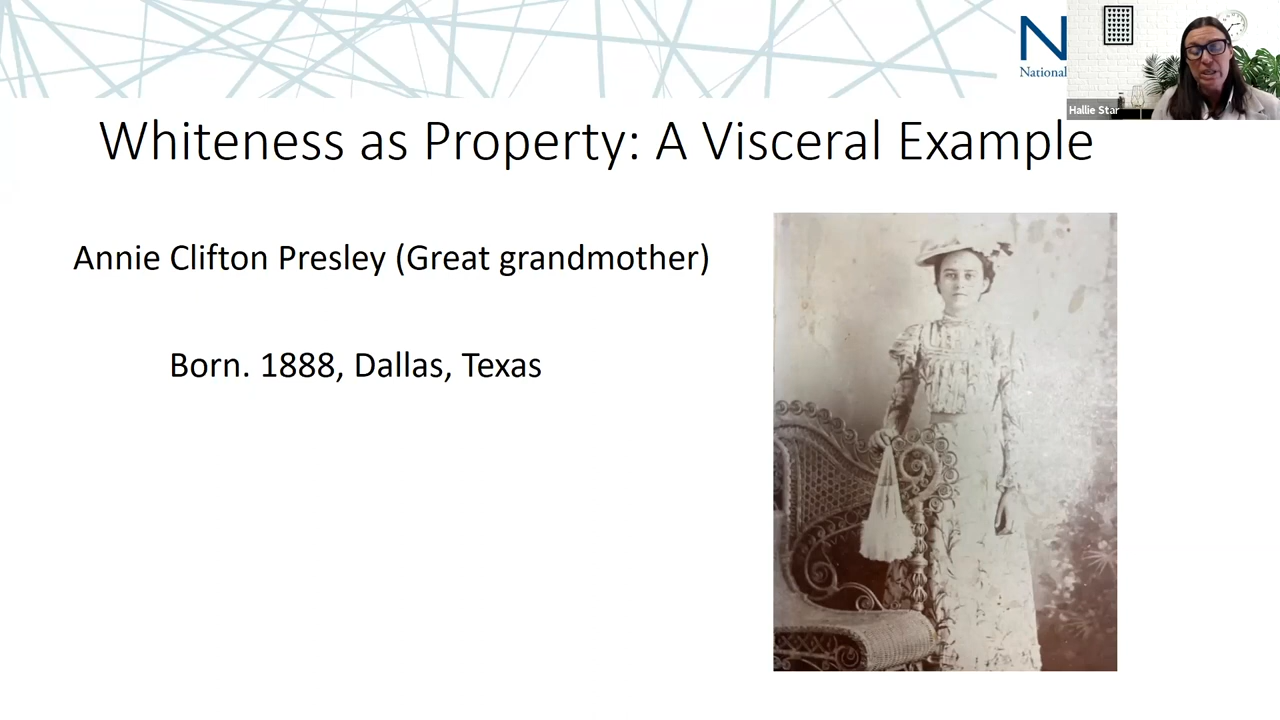 N
National
Hallie Star
Whiteness as Property: A Visceral Example
Annie Clifton Presley (Great grandmother)
Born. 1888, Dallas, Texas